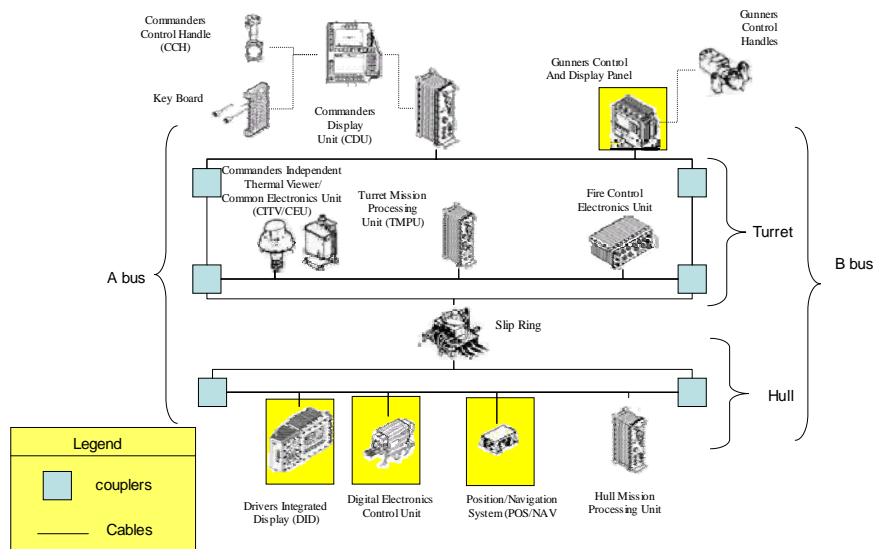 Commanders
Control Handle
(CCH)
Gunners
Control
Handles
Gunners Control
And Display Panel
Key Board
Commanders
Display
Unit (CDU)
Commanders Independent
Thermal Viewer/
Common Electronics Unit
(CITV/CEU)
Turret Mission
Processing
Unit (TMPU)
Fire Control
Electronics Unit
Turret
A bus
B bus
Slip Ring
Hull
Legend
couplers
Cables
Drivers Integrated
Display (DID)
Digital Electronics
Control Unit
Position/Navigation
System (POS/NAV
Hull Mission
Processing Unit